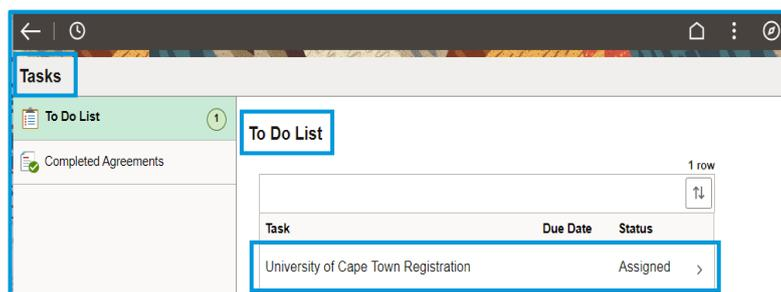 Tasks
To Do List 1
Completed Agreements
To Do List
1 row
Task Due Date Status
University of Cape Town Registration Assigned